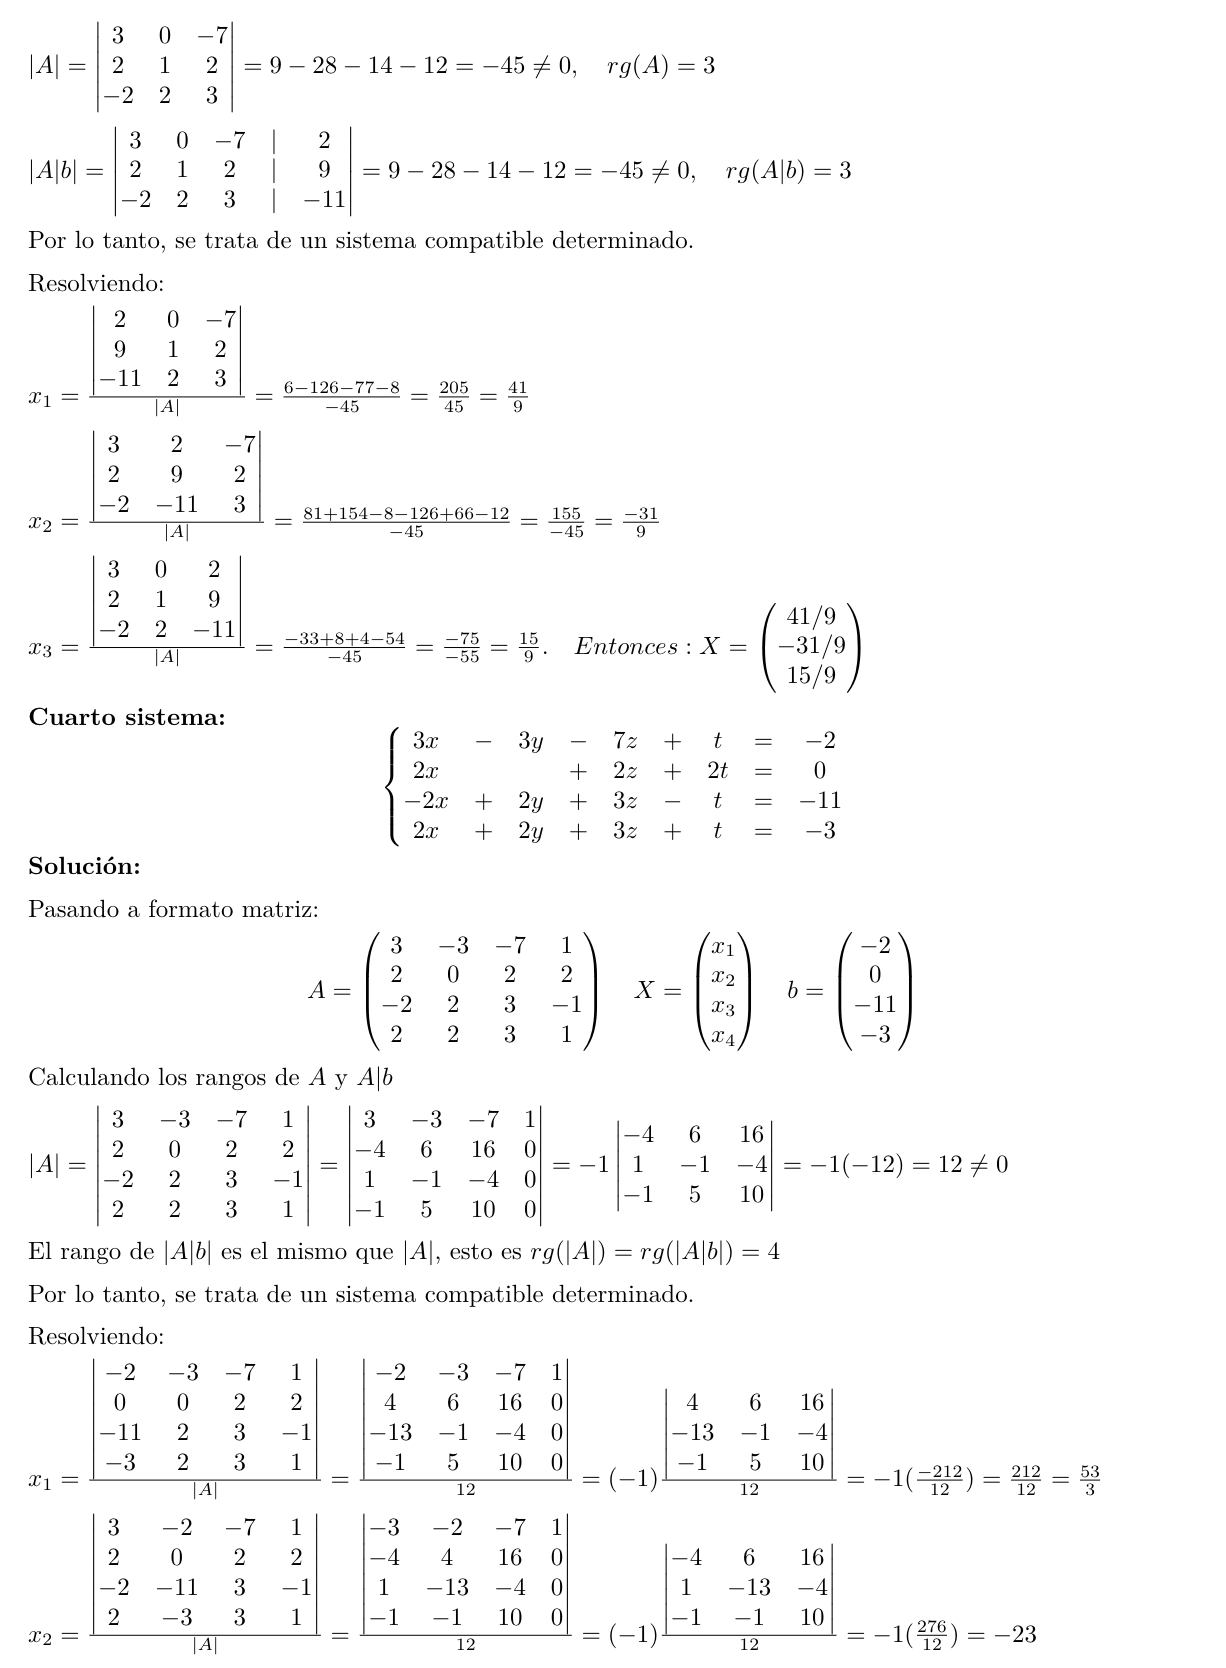 |A| = \begin{vmatrix} 3 & 0 & -7 \\ 2 & 1 & 2 \\ -2 & 2 & 3 \end{vmatrix} = 9 - 28 - 14 - 12 = -45 \neq 0, \quad rg(A) = 3
|A|b| = \begin{vmatrix} 3 & 0 & -7 & | & 2 \\ 2 & 1 & 2 & | & 9 \\ -2 & 2 & 3 & | & -11 \end{vmatrix} = 9 - 28 - 14 - 12 = -45 \neq 0, \quad rg(A|b) = 3
Por lo tanto, se trata de un sistema compatible determinado.
Resolviendo:
x_1 = \frac{\begin{vmatrix} 2 & 0 & -7 \\ 9 & 1 & 2 \\ -11 & 2 & 3 \end{vmatrix}}{|A|} = \frac{6-126-77-8}{-45} = \frac{205}{45} = \frac{41}{9}
x_2 = \frac{\begin{vmatrix} 3 & 2 & -7 \\ 2 & 9 & 2 \\ -2 & -11 & 3 \end{vmatrix}}{|A|} = \frac{81+154-8-126+66-12}{-45} = \frac{155}{-45} = \frac{-31}{9}
x_3 = \frac{\begin{vmatrix} 3 & 0 & 2 \\ 2 & 1 & 9 \\ -2 & 2 & -11 \end{vmatrix}}{|A|} = \frac{-33+8+4-54}{-45} = \frac{-75}{-55} = \frac{15}{9}. \quad Entonces : X = \begin{pmatrix} 41/9 \\ -31/9 \\ 15/9 \end{pmatrix}
Cuarto sistema:
\begin{cases} 3x - 3y - 7z + t = -2 \\ 2x + 2z + 2t = 0 \\ -2x + 2y + 3z - t = -11 \\ 2x + 2y + 3z + t = -3 \end{cases}
Solución:
Pasando a formato matriz:
A = \begin{pmatrix} 3 & -3 & -7 & 1 \\ 2 & 0 & 2 & 2 \\ -2 & 2 & 3 & -1 \\ 2 & 2 & 3 & 1 \end{pmatrix} \quad X = \begin{pmatrix} x_1 \\ x_2 \\ x_3 \\ x_4 \end{pmatrix} \quad b = \begin{pmatrix} -2 \\ 0 \\ -11 \\ -3 \end{pmatrix}
Calculando los rangos de A y A|b
|A| = \begin{vmatrix} 3 & -3 & -7 & 1 \\ 2 & 0 & 2 & 2 \\ -2 & 2 & 3 & -1 \\ 2 & 2 & 3 & 1 \end{vmatrix} = \begin{vmatrix} 3 & -3 & -7 & 1 \\ -4 & 6 & 16 & 0 \\ 1 & -1 & -4 & 0 \\ -1 & 5 & 10 & 0 \end{vmatrix} = -1 \begin{vmatrix} -4 & 6 & 16 \\ 1 & -1 & -4 \\ -1 & 5 & 10 \end{vmatrix} = -1(-12) = 12 \neq 0
El rango de |A|b| es el mismo que |A|, esto es rg(|A|) = rg(|A|b|) = 4
Por lo tanto, se trata de un sistema compatible determinado.
Resolviendo:
x_1 = \frac{\begin{vmatrix} -2 & -3 & -7 & 1 \\ 0 & 0 & 2 & 2 \\ -11 & 2 & 3 & -1 \\ -3 & 2 & 3 & 1 \end{vmatrix}}{|A|} = \frac{\begin{vmatrix} -2 & -3 & -7 & 1 \\ 4 & 6 & 16 & 0 \\ -13 & -1 & -4 & 0 \\ -1 & 5 & 10 & 0 \end{vmatrix}}{12} = (-1) \frac{\begin{vmatrix} 4 & 6 & 16 \\ -13 & -1 & -4 \\ -1 & 5 & 10 \end{vmatrix}}{12} = -1(\frac{-212}{12}) = \frac{212}{12} = \frac{53}{3}
x_2 = \frac{\begin{vmatrix} 3 & -2 & -7 & 1 \\ 2 & 0 & 2 & 2 \\ -2 & -11 & 3 & -1 \\ 2 & -3 & 3 & 1 \end{vmatrix}}{|A|} = \frac{\begin{vmatrix} -3 & -2 & -7 & 1 \\ -4 & 4 & 16 & 0 \\ 1 & -13 & -4 & 0 \\ -1 & -1 & 10 & 0 \end{vmatrix}}{12} = (-1) \frac{\begin{vmatrix} -4 & 6 & 16 \\ 1 & -13 & -4 \\ -1 & -1 & 10 \end{vmatrix}}{12} = -1(\frac{276}{12}) = -23